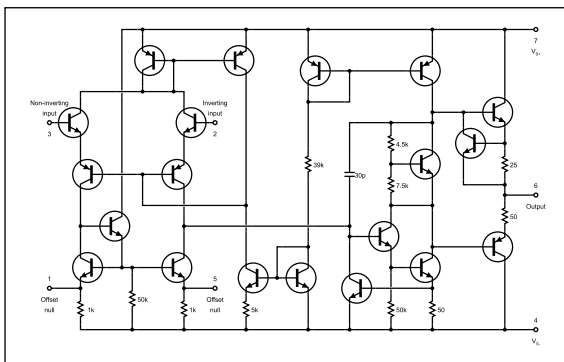 7
Vs+
Non-inverting
input
3
Inverting
input
2
4.5k
39k
30p
7.5k
25
6
Output
50
1
Offset
null
5
Offset
null
1k
50k
1k
5k
50k
50
4